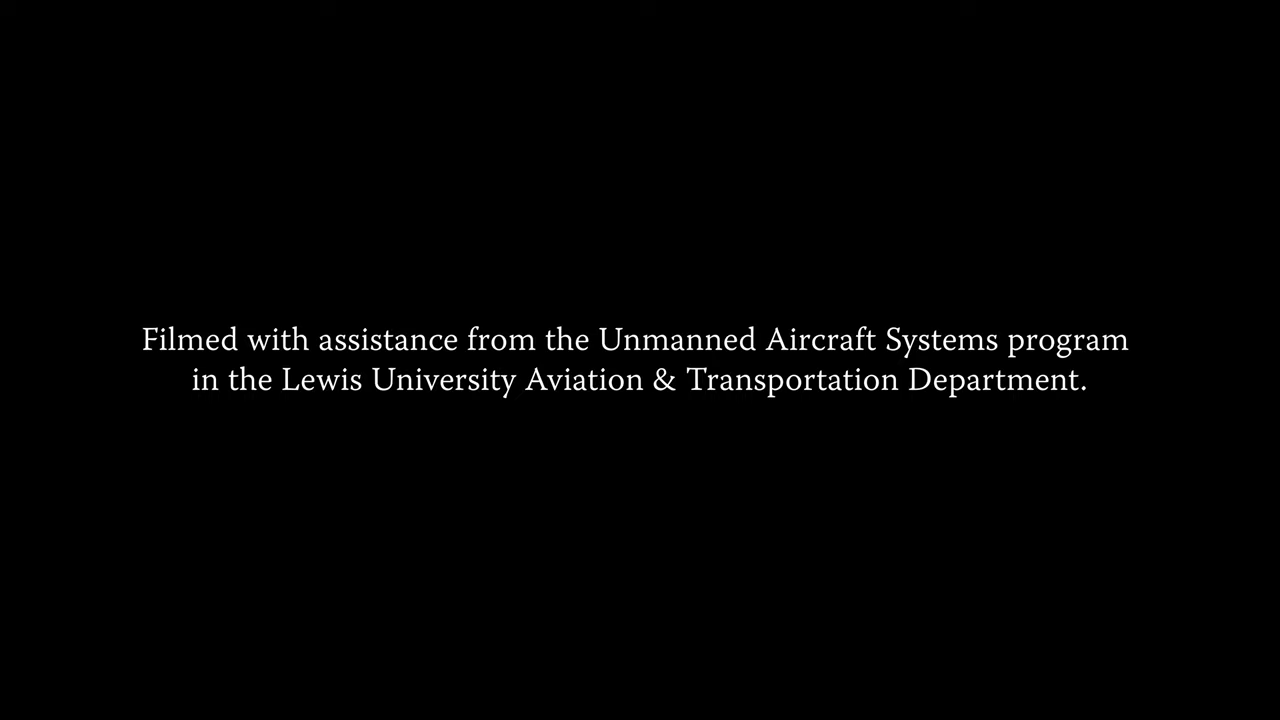 Filmed with assistance from the Unmanned Aircraft Systems program
in the Lewis University Aviation & Transportation Department.